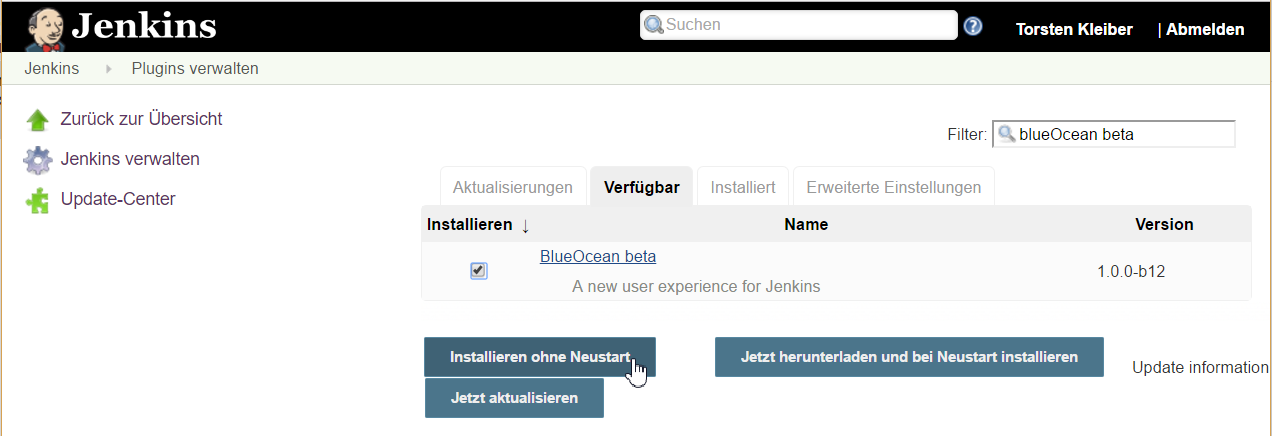 Jenkins
Suchen
Torsten Kleiber | Abmelden
Jenkins Plugins verwalten
Zurück zur Übersicht
Jenkins verwalten
Update-Center
Filter: blueOcean beta
Aktualisierungen Verfügbar Installiert Erweiterte Einstellungen
Installieren ↓ Name Version
BlueOcean beta
A new user experience for Jenkins
1.0.0-b12
Installieren ohne Neustart Jetzt herunterladen und bei Neustart installieren Update information
Jetzt aktualisieren